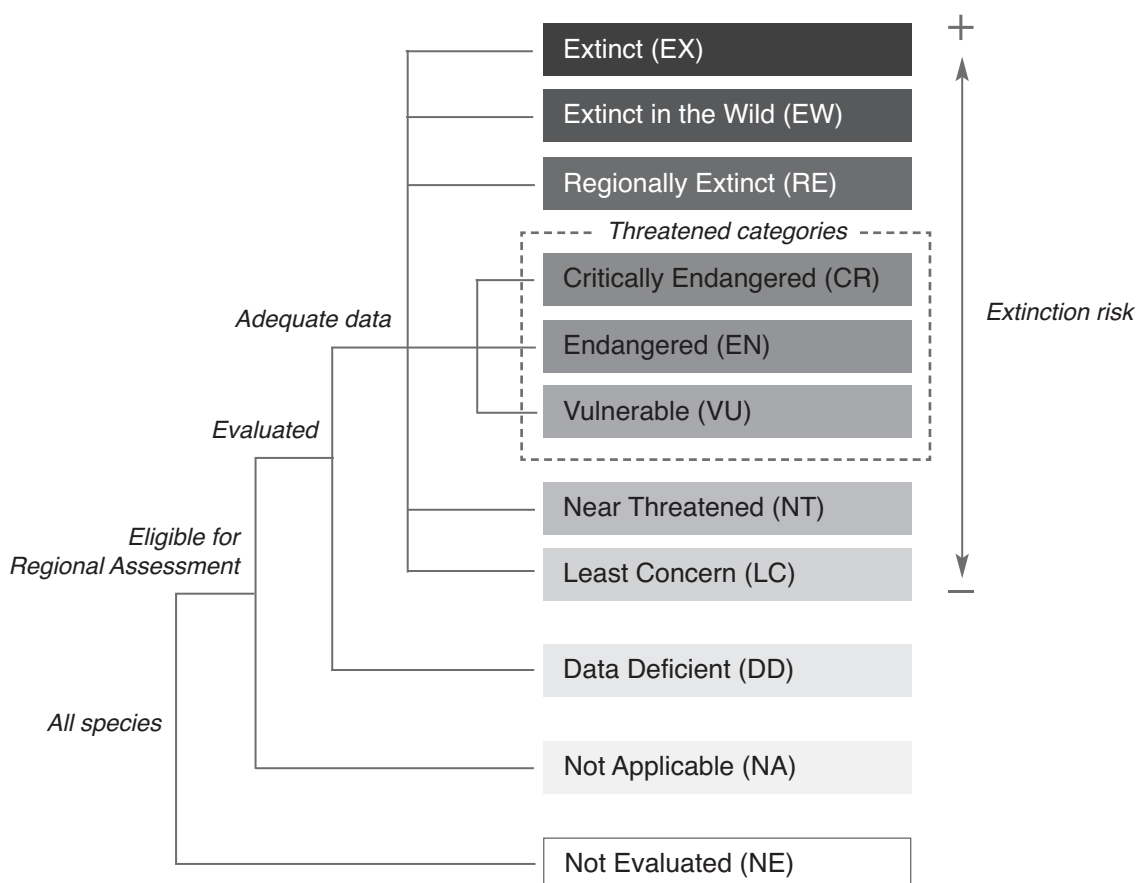 +
Extinct (EX)
Extinct in the Wild (EW)
Regionally Extinct (RE)
Threatened categories
Critically Endangered (CR)
Adequate data
Extinction risk
Endangered (EN)
Vulnerable (VU)
Evaluated
Near Threatened (NT)
Eligible for
Regional Assessment
Least Concern (LC)
−
Data Deficient (DD)
All species
Not Applicable (NA)
Not Evaluated (NE)